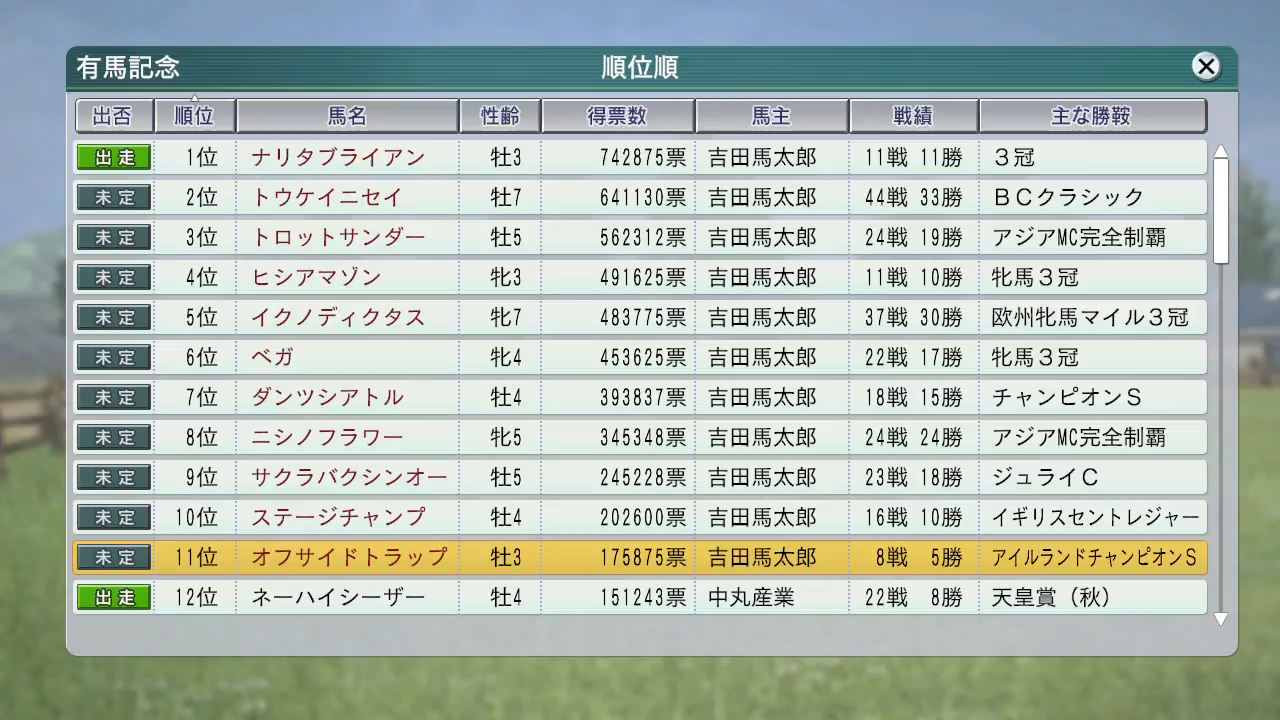 有馬記念 順位順
出否 順位 馬名 性齢 得票数 馬主 戦績 主な勝鞍
出走 1位 ナリタブライアン 牡3 742875票 吉田馬太郎 11戦 11勝 3冠
未定 2位 トウケイニセイ 牡7 641130票 吉田馬太郎 44戦 33勝 BCクラシック
未定 3位 トロットサンダー 牡5 562312票 吉田馬太郎 24戦 19勝 アジアMC完全制覇
未定 4位 ヒシアマゾン 牝3 491625票 吉田馬太郎 11戦 10勝 牝馬3冠
未定 5位 イクノディクタス 牝7 483775票 吉田馬太郎 37戦 30勝 欧州牝馬マイル3冠
未定 6位 ベガ 牝4 453625票 吉田馬太郎 22戦 17勝 牝馬3冠
未定 7位 ダンツシアトル 牡4 393837票 吉田馬太郎 18戦 15勝 チャンピオンS
未定 8位 ニシノフラワー 牝5 345348票 吉田馬太郎 24戦 24勝 アジアMC完全制覇
未定 9位 サクラバクシンオー 牡5 245228票 吉田馬太郎 23戦 18勝 ジュライC
未定 10位 ステージチャンプ 牡4 202600票 吉田馬太郎 16戦 10勝 イギリスセントレジャー
未定 11位 オフサイドトラップ 牡3 175875票 吉田馬太郎 8戦 5勝 アイルランドチャンピオンS
出走 12位 ネーハイシーザー 牡4 151243票 中丸産業 22戦 8勝 天皇賞(秋)